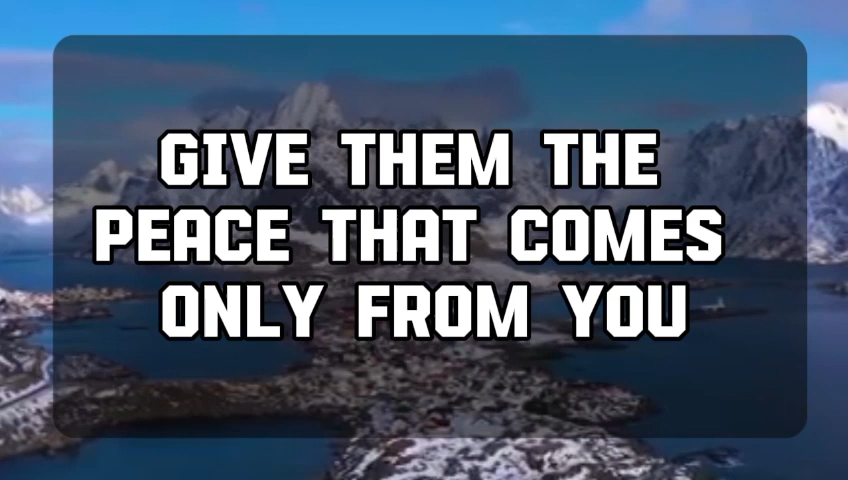 GIVE THEM THE
PEACE THAT COMES
ONLY FROM YOU